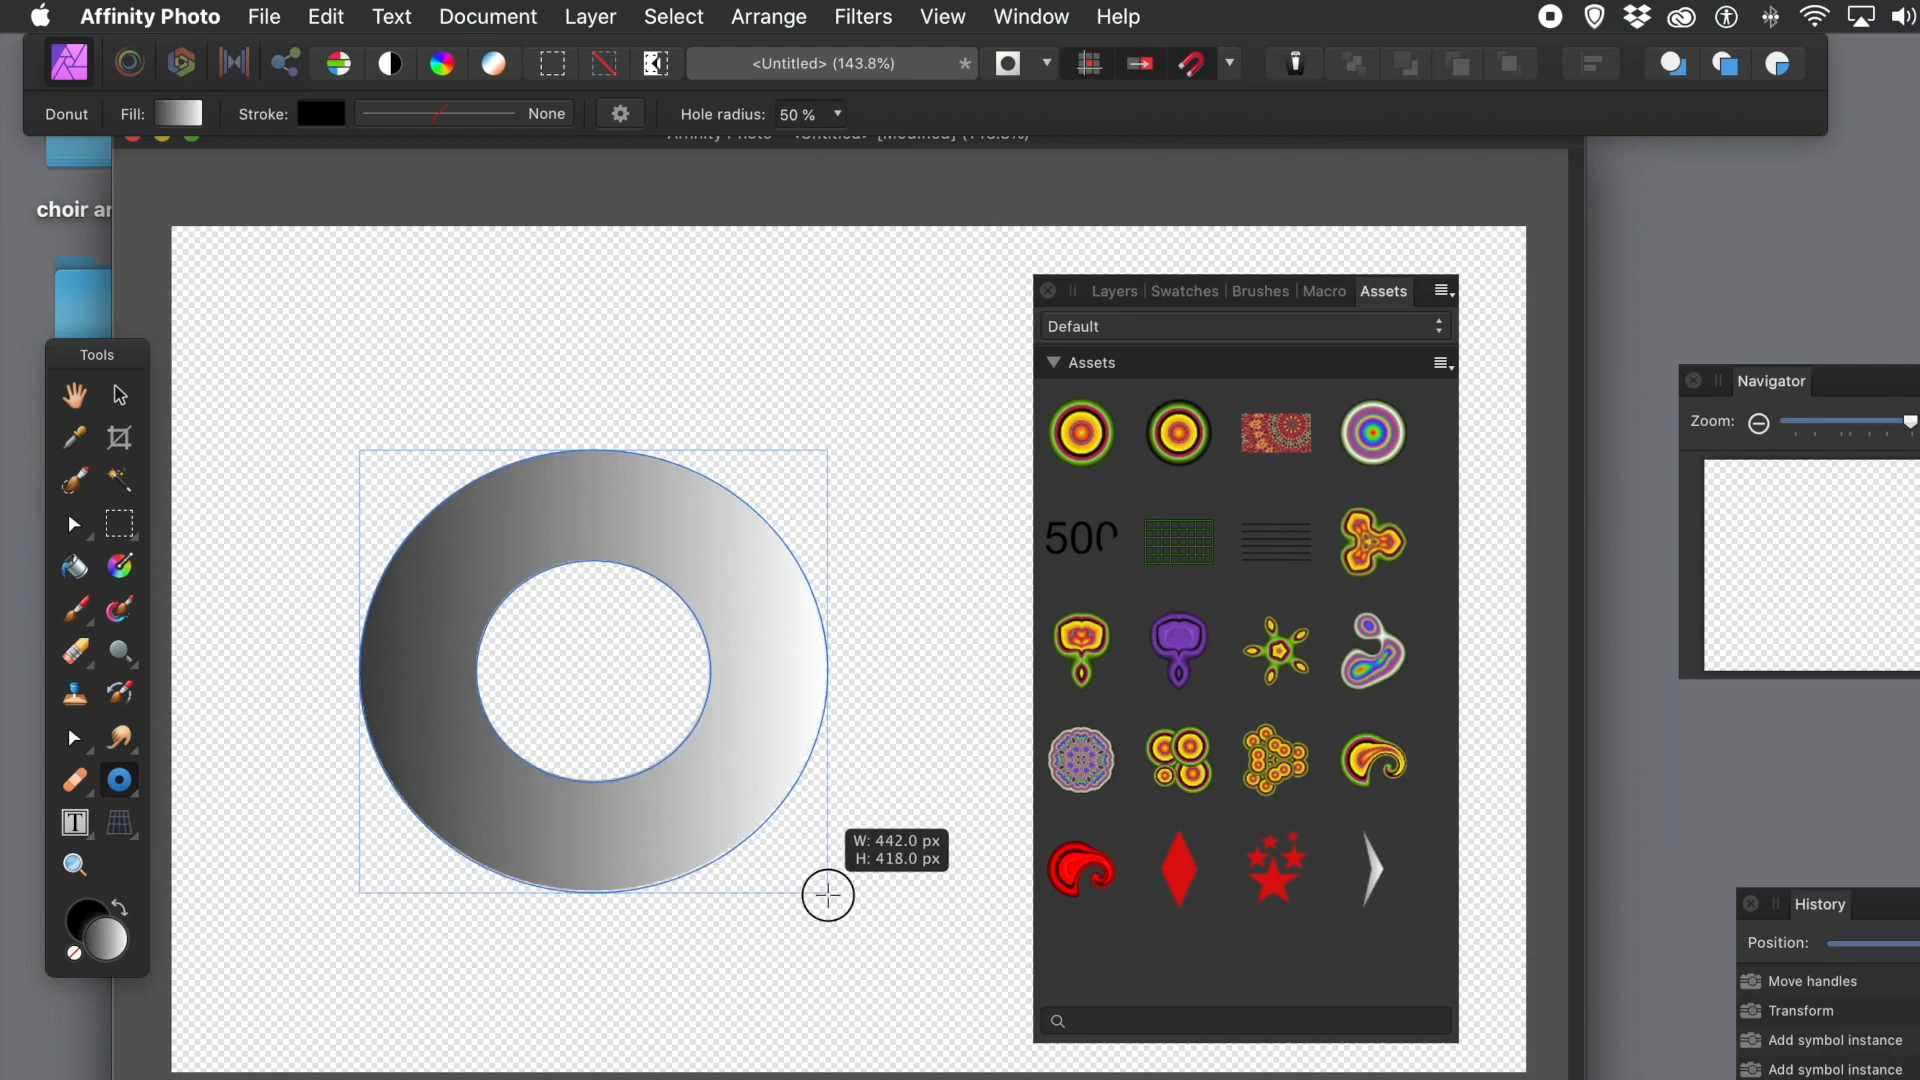 Affinity Photo File Edit Text Document Layer Select Arrange Filters View Window Help
<Untitled> (143.8%) *
Donut Fill: Stroke: None Hole radius: 50 %
choir ar
Layers Swatches Brushes Macro Assets
Default
Assets
500
Tools
T
Navigator
Zoom:
W: 442.0 px
H: 418.0 px
History
Position:
Move handles
Transform
Add symbol instance
Add symbol instance